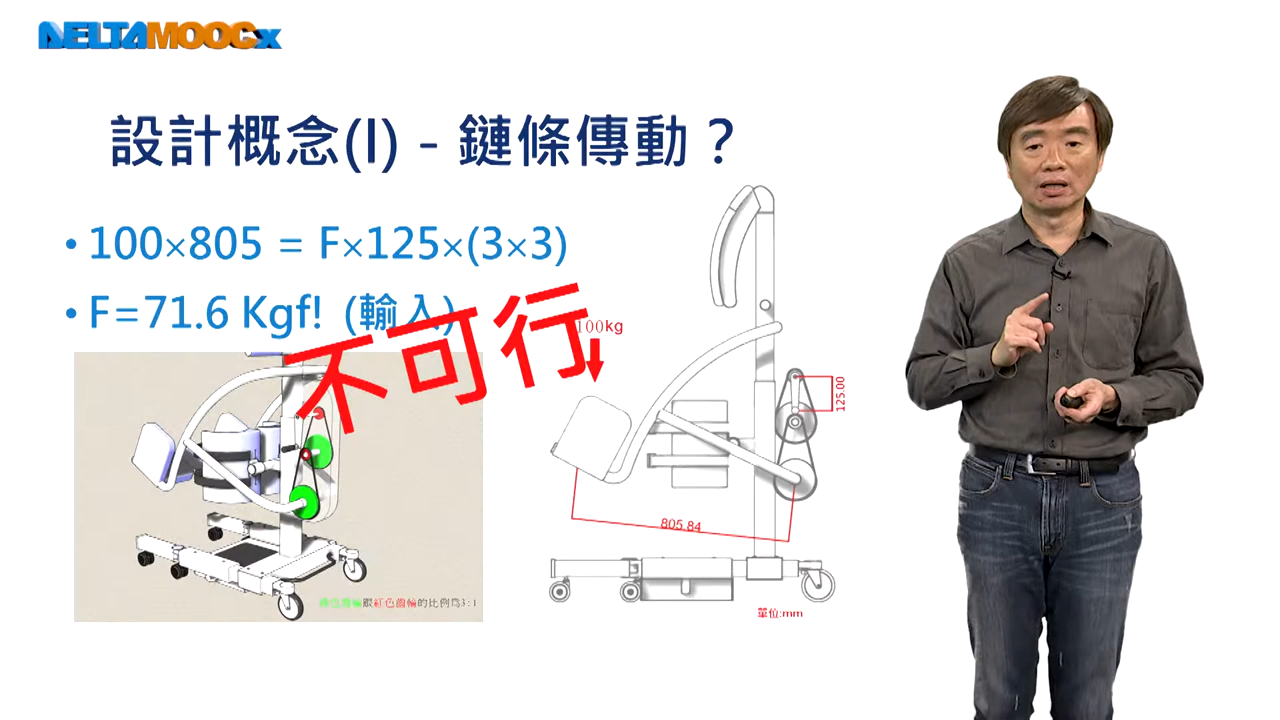 DELTAMOOCx
設計概念(I) - 鏈條傳動？
• 100×805 = F×125×(3×3)
• F=71.6 Kgf! (輸入)
不可行
100kg
125.00
805.84
綠色齒輪跟紅色齒輪的比例為3:1
單位:mm